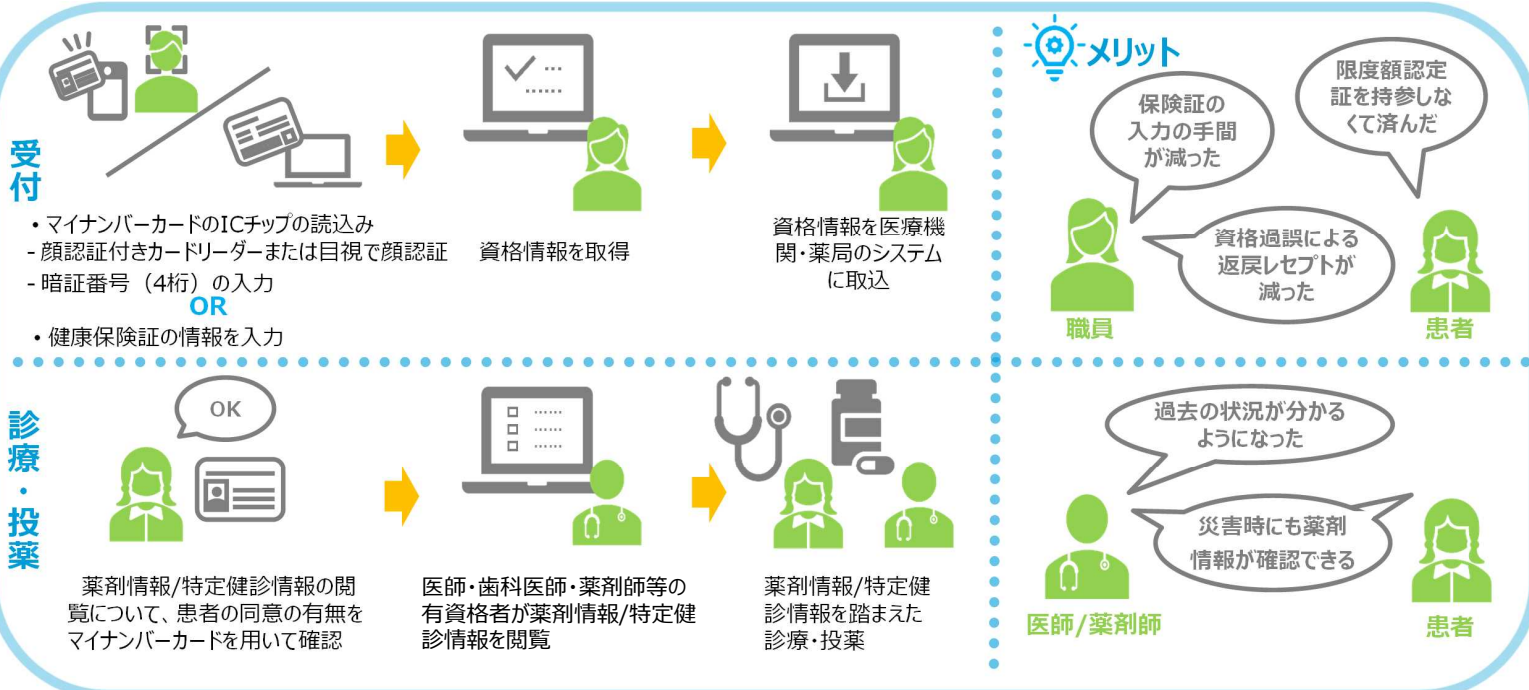 受付
・マイナンバーカードのICチップの読込み
- 顔認証付きカードリーダーまたは目視で顔認証
- 暗証番号（4桁）の入力
OR
・健康保険証の情報を入力
資格情報を取得
資格情報を医療機
関・薬局のシステム
に取込
メリット
保険証の
入力の手間
が減った
限度額認定
証を持参しな
くて済んだ
資格過誤による
返戻レセプトが
減った
職員
患者
診療・投薬
OK
薬剤情報/特定健診情報の閲
覧について、患者の同意の有無を
マイナンバーカードを用いて確認
医師・歯科医師・薬剤師等の
有資格者が薬剤情報/特定健
診情報を閲覧
薬剤情報/特定健
診情報を踏まえた
診療・投薬
過去の状況が分かる
ようになった
災害時にも薬剤
情報が確認できる
医師/薬剤師
患者